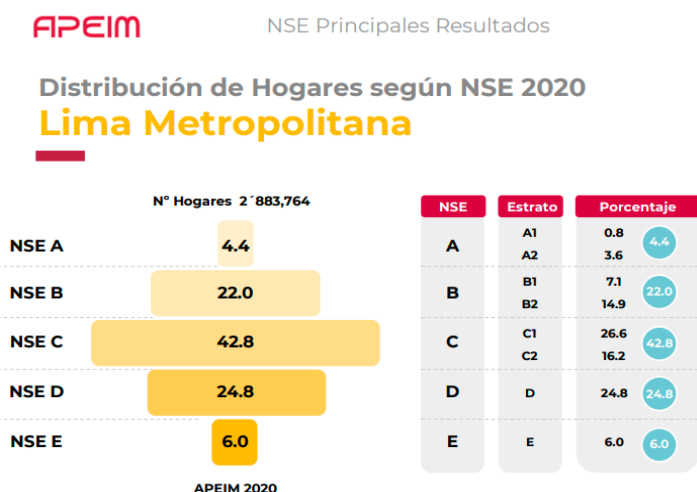 APEIM
NSE Principales Resultados
Distribución de Hogares según NSE 2020
Lima Metropolitana
Nº Hogares 2´883,764
NSE A 4.4
NSE B 22.0
NSE C 42.8
NSE D 24.8
NSE E 6.0
APEIM 2020
NSE Estrato Porcentaje
A A1 0.8 4.4
A2 3.6
B B1 7.1 22.0
B2 14.9
C C1 26.6 42.8
C2 16.2
D D 24.8 24.8
E E 6.0 6.0